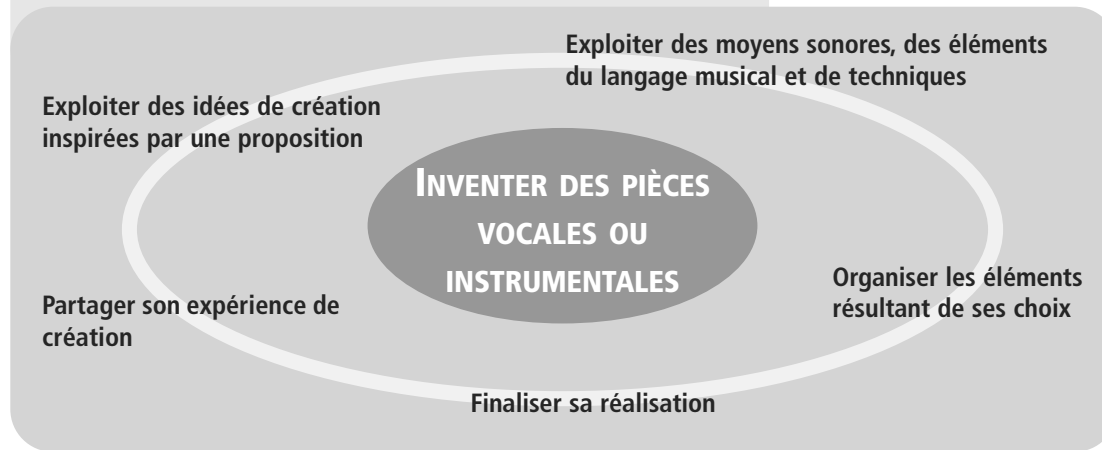 Exploiter des moyens sonores, des éléments
du langage musical et de techniques
Exploiter des idées de création
inspirées par une proposition
INVENTER DES PIÈCES
VOCALES OU
INSTRUMENTALES
Organiser les éléments
résultant de ses choix
Partager son expérience de
création
Finaliser sa réalisation